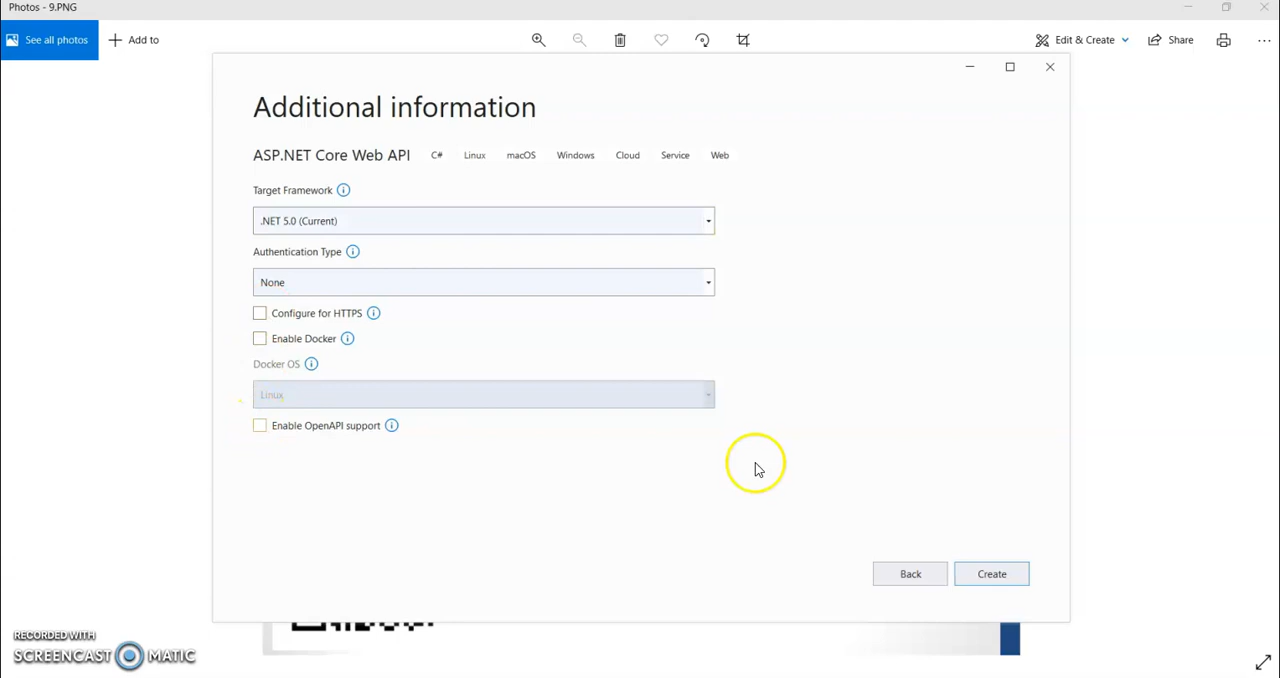 Photos - 9.PNG
See all photos
Add to
Edit & Create
Share
Additional information
ASP.NET Core Web API C# Linux macOS Windows Cloud Service Web
Target Framework
.NET 5.0 (Current)
Authentication Type
None
Configure for HTTPS
Enable Docker
Docker OS
Linux
Enable OpenAPI support
Back
Create
RECORDED WITH
SCREENCAST MATIC